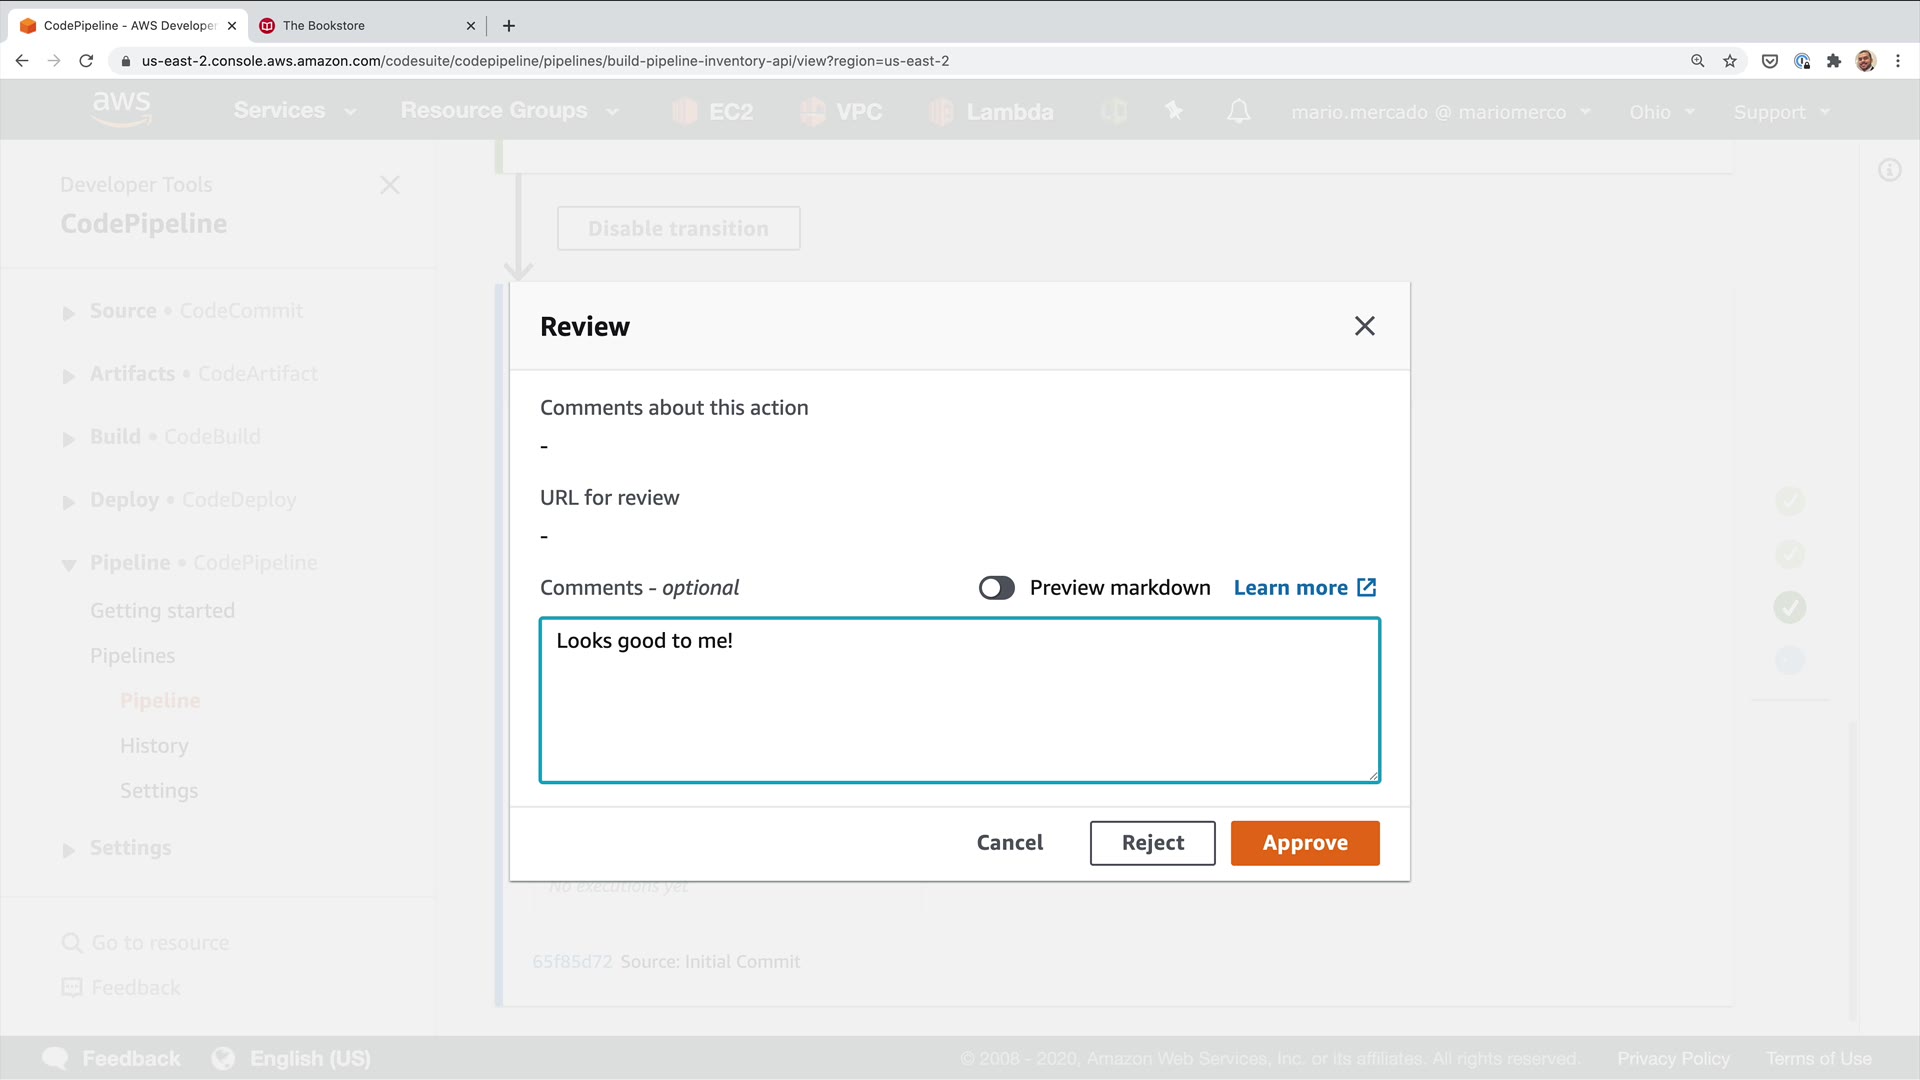 CodePipeline - AWS Developer
The Bookstore
us-east-2.console.aws.amazon.com/codesuite/codepipeline/pipelines/build-pipeline-inventory-api/view?region=us-east-2
aws
Services
Resource Groups
EC2
VPC
Lambda
mario.mercado @ mariomerco
Ohio
Support
Developer Tools
CodePipeline
Source • CodeCommit
Artifacts • CodeArtifact
Build • CodeBuild
Deploy • CodeDeploy
Pipeline • CodePipeline
Getting started
Pipelines
Pipeline
History
Settings
Settings
Go to resource
Feedback
Disable transition
Review
Comments about this action
-
URL for review
-
Comments - optional
Preview markdown
Learn more
Looks good to me!
Cancel
Reject
Approve
No executions yet
65f85d72 Source: Initial Commit
Feedback
English (US)
© 2008 - 2020, Amazon Web Services, Inc. or its affiliates. All rights reserved.
Privacy Policy
Terms of Use